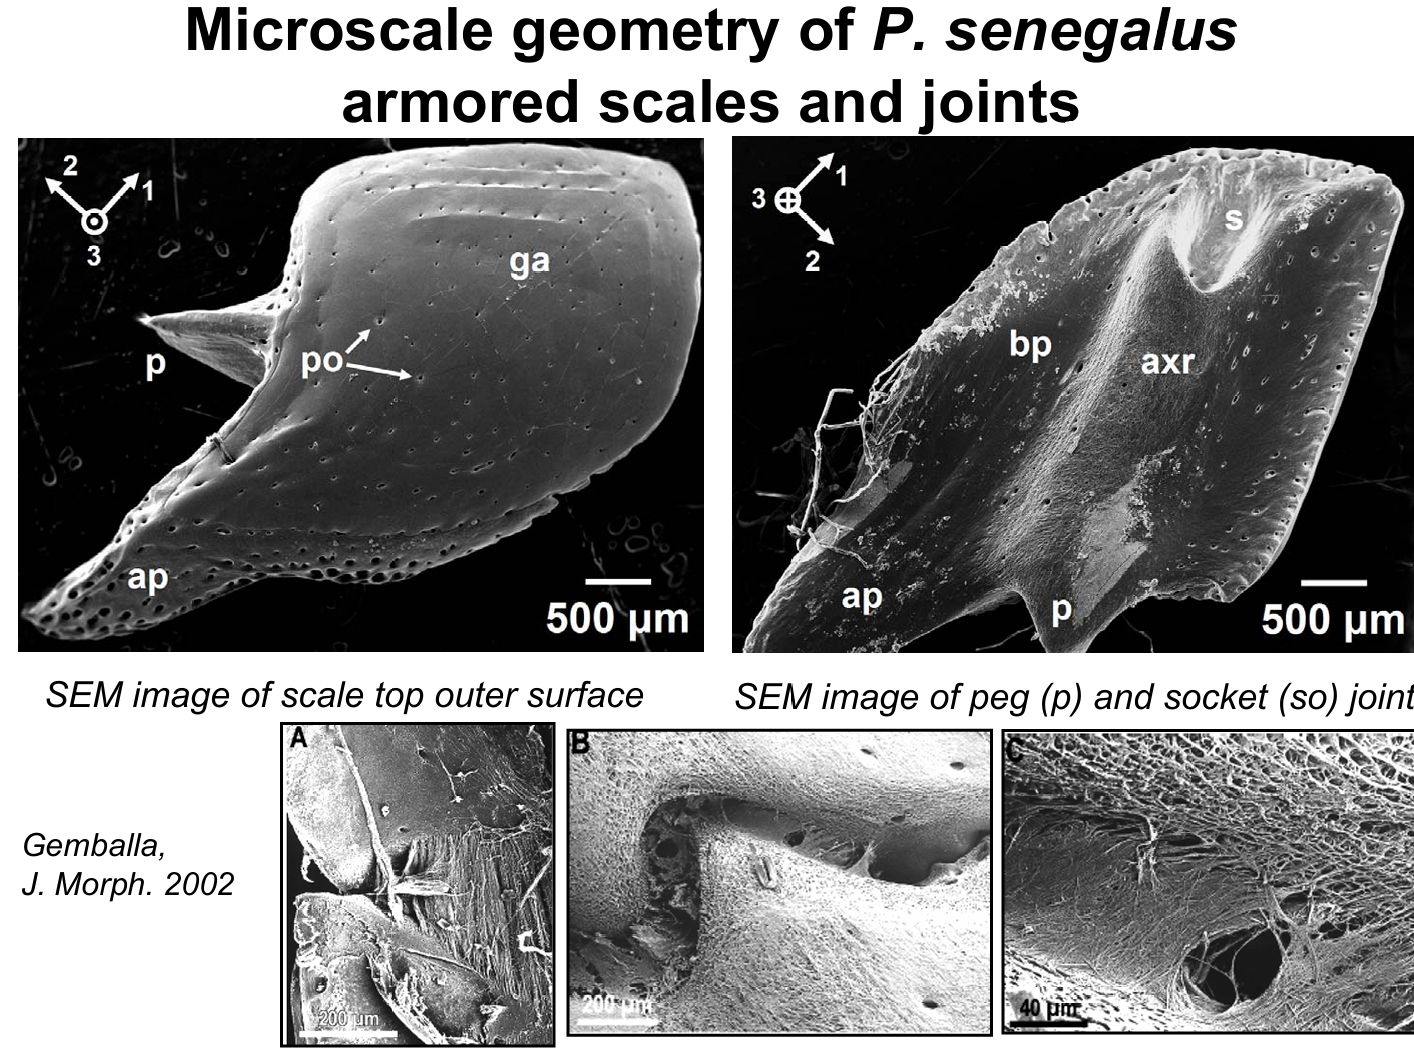 Microscale geometry of P. senegalus
armored scales and joints
2
1
3
ga
po
p
ap
500 µm
3
1
2
s
bp
axr
ap
p
500 µm
SEM image of scale top outer surface
SEM image of peg (p) and socket (so) joint
Gemballa,
J. Morph. 2002
A
200 µm
B
200 µm
C
40 µm